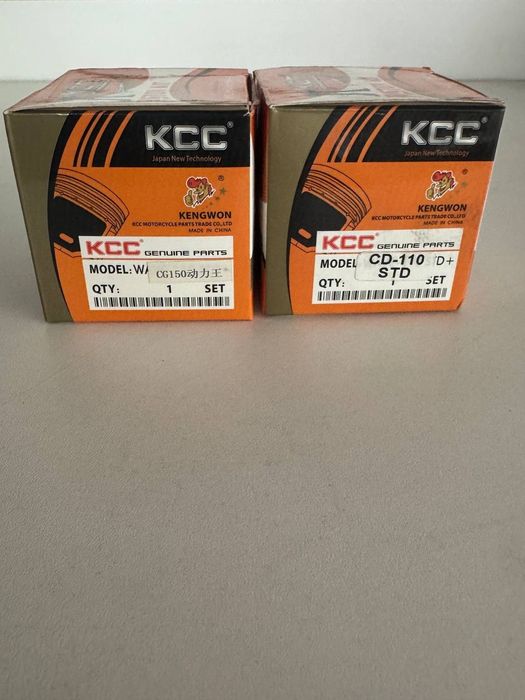 KCC®
Japan New Technology
®
KENGWON
KCC MOTORCYCLE PARTS TRADE CO.,LTD
MADE IN CHINA
KCC GENUINE PARTS
MODEL: WA
CG150动力王
QTY: 1 SET
KCC®
Japan New Technology
®
KENGWON
KCC MOTORCYCLE PARTS TRADE CO.,LTD
MADE IN CHINA
KCC GENUINE PARTS
MODEL CD-110 D+
STD
QTY: 1 SET